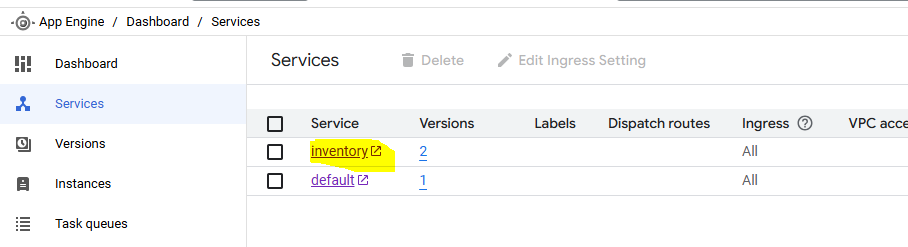 App Engine / Dashboard / Services
Dashboard
Services
Versions
Instances
Task queues
Services Delete Edit Ingress Setting
Service Versions Labels Dispatch routes Ingress ? VPC acce
inventory 2 All
default 1 All